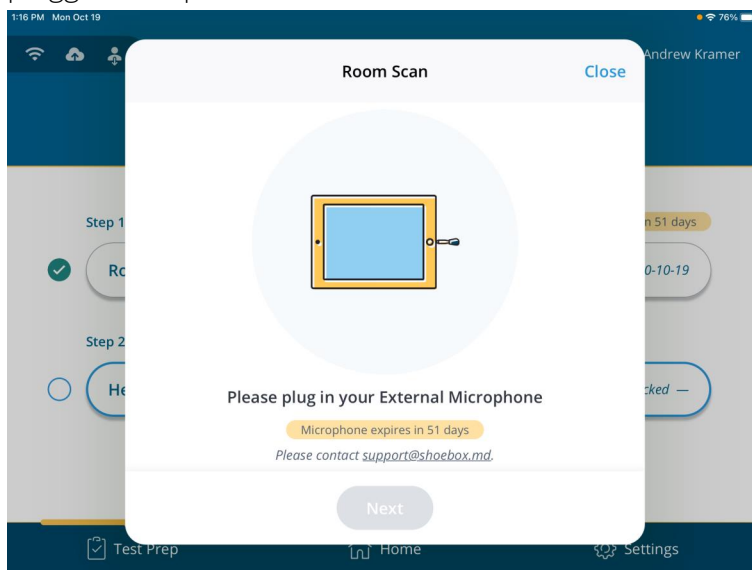 1:16 PM Mon Oct 19
76%
Andrew Kramer
Room Scan
Close
Step 1
n 51 days
Ro
0-10-19
Step 2
He
cked —
Please plug in your External Microphone
Microphone expires in 51 days
Please contact support@shoebox.md.
Next
Test Prep
Home
Settings